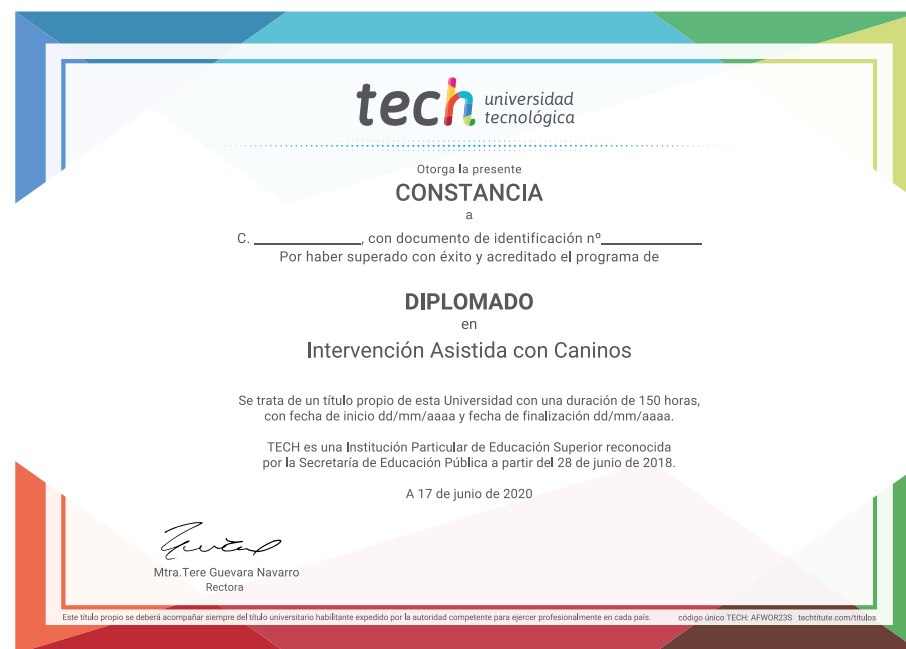 tech universidad
tecnológica
Otorga la presente
CONSTANCIA
a
C. ____________, con documento de identificación nº____________
Por haber superado con éxito y acreditado el programa de
DIPLOMADO
en
Intervención Asistida con Caninos
Se trata de un título propio de esta Universidad con una duración de 150 horas,
con fecha de inicio dd/mm/aaaa y fecha de finalización dd/mm/aaaa.
TECH es una Institución Particular de Educación Superior reconocida
por la Secretaría de Educación Pública a partir del 28 de junio de 2018.
A 17 de junio de 2020
Mtra.Tere Guevara Navarro
Rectora
Este título propio se deberá acompañar siempre del título universitario habilitante expedido por la autoridad competente para ejercer profesionalmente en cada país. código único TECH: AFWOR23S techtitute.com/titulos